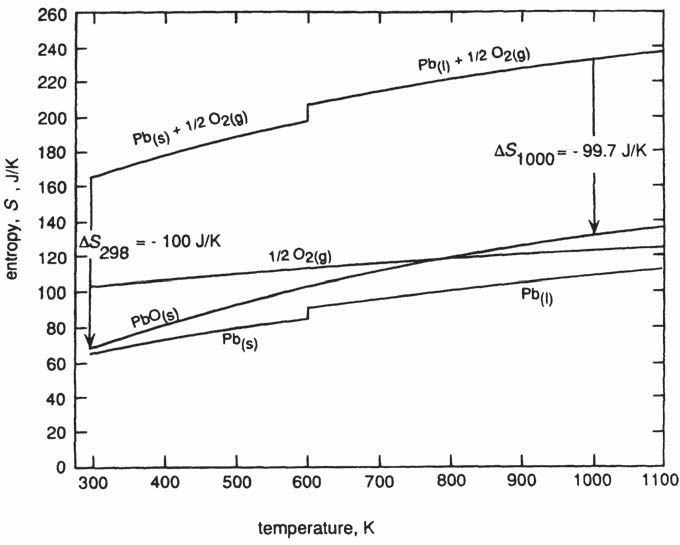 260
240
220
200
180
160
140
120
100
80
60
40
20
0
entropy, S , J/K
Pb(s) + 1/2 O2(g)
Pb(l) + 1/2 O2(g)
ΔS1000 = - 99.7 J/K
ΔS298 = - 100 J/K
1/2 O2(g)
PbO(s)
Pb(s)
Pb(l)
300 400 500 600 700 800 900 1000 1100
temperature, K